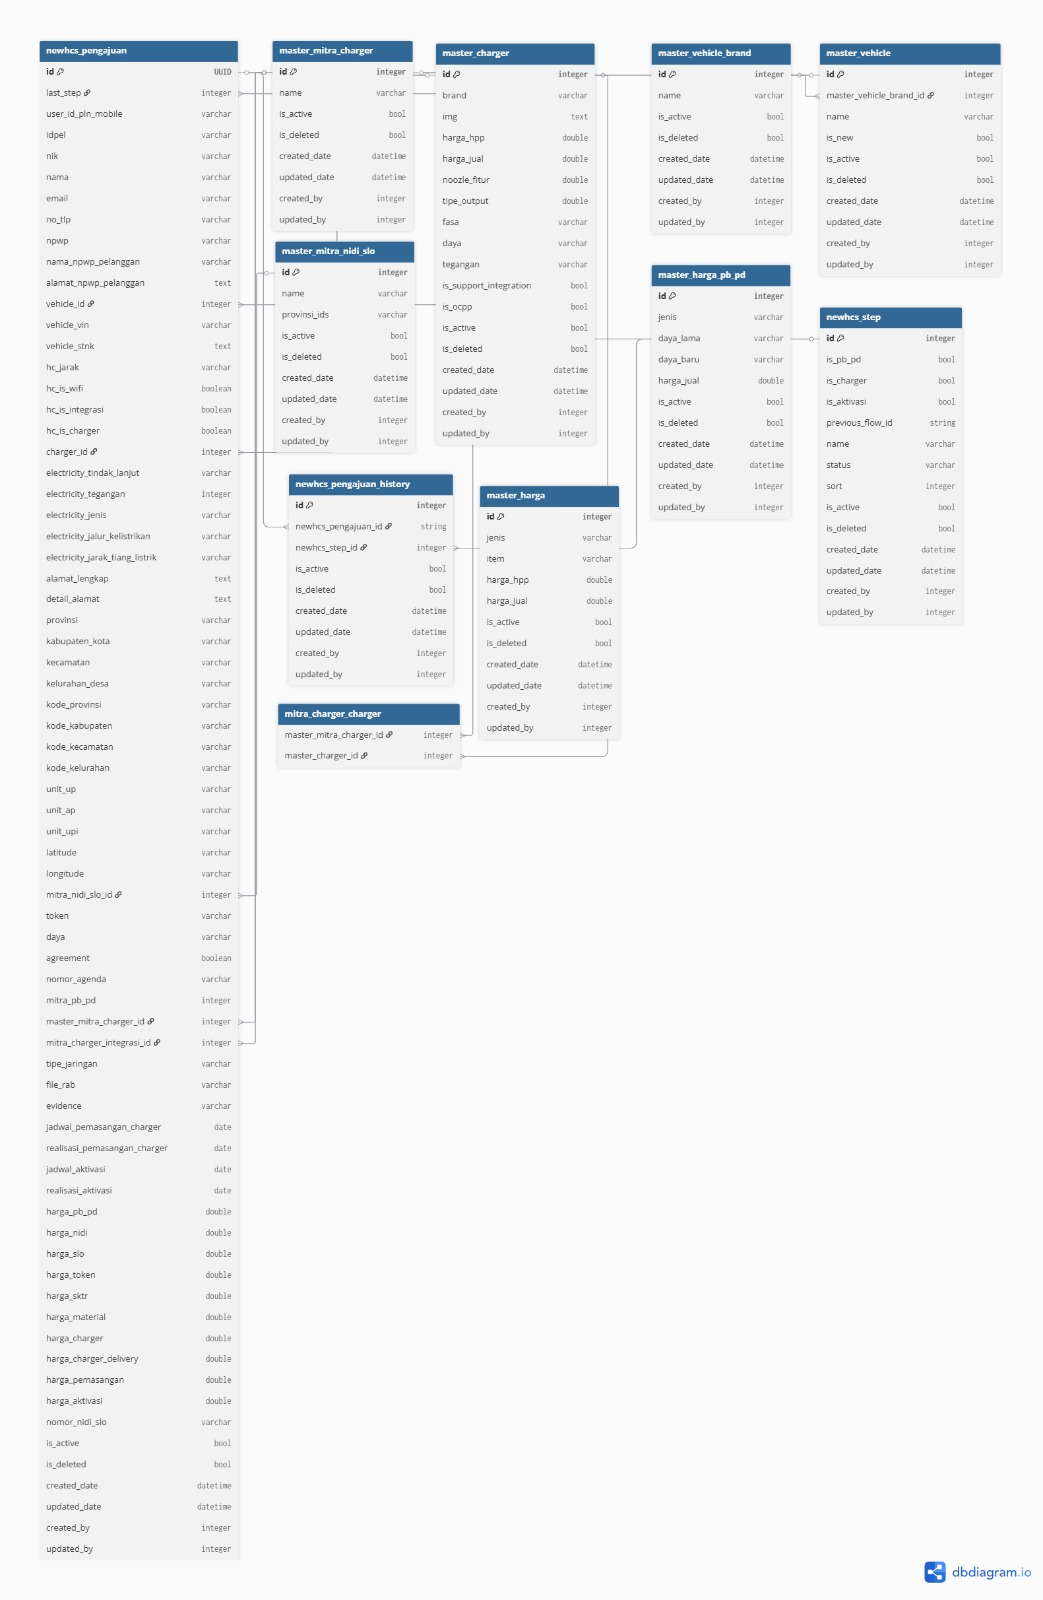 newhcs_pengajuan
id UUID
last_step integer
user_id_pln_mobile varchar
idpel varchar
nik varchar
nama varchar
email varchar
no_tlp varchar
npwp varchar
nama_npwp_pelanggan varchar
alamat_npwp_pelanggan text
vehicle_id integer
vehicle_vin varchar
vehicle_stnk text
hc_jarak varchar
hc_is_wifi boolean
hc_is_integrasi boolean
hc_is_charger boolean
charger_id integer
electricity_tindak_lanjut varchar
electricity_tegangan integer
electricity_jenis varchar
electricity_jalur_kelistrikan varchar
electricity_jarak_tiang_listrik varchar
alamat_lengkap text
detail_alamat text
provinsi varchar
kabupaten_kota varchar
kecamatan varchar
kelurahan_desa varchar
kode_provinsi varchar
kode_kabupaten varchar
kode_kecamatan varchar
kode_kelurahan varchar
unit_up varchar
unit_ap varchar
unit_upi varchar
latitude varchar
longitude varchar
mitra_nidi_slo_id integer
token varchar
daya varchar
agreement boolean
nomor_agenda varchar
mitra_pb_pd integer
master_mitra_charger_id integer
mitra_charger_integrasi_id integer
tipe_jaringan varchar
file_rab varchar
evidence varchar
jadwal_pemasangan_charger date
realisasi_pemasangan_charger date
jadwal_aktivasi date
realisasi_aktivasi date
harga_pb_pd double
harga_nidi double
harga_slo double
harga_token double
harga_sktr double
harga_material double
harga_charger double
harga_charger_delivery double
harga_pemasangan double
harga_aktivasi double
nomor_nidi_slo varchar
is_active bool
is_deleted bool
created_date datetime
updated_date datetime
created_by integer
updated_by integer
master_mitra_charger
id integer
name varchar
is_active bool
is_deleted bool
created_date datetime
updated_date datetime
created_by integer
updated_by integer
master_mitra_nidi_slo
id integer
name varchar
provinsi_ids varchar
is_active bool
is_deleted bool
created_date datetime
updated_date datetime
created_by integer
updated_by integer
newhcs_pengajuan_history
id integer
newhcs_pengajuan_id string
newhcs_step_id integer
is_active bool
is_deleted bool
created_date datetime
updated_date datetime
created_by integer
updated_by integer
mitra_charger_charger
master_mitra_charger_id integer
master_charger_id integer
master_charger
id integer
brand varchar
img text
harga_hpp double
harga_jual double
noozle_fitur double
tipe_output double
fasa varchar
daya varchar
tegangan varchar
is_support_integration bool
is_ocpp bool
is_active bool
is_deleted bool
created_date datetime
updated_date datetime
created_by integer
updated_by integer
master_harga
id integer
jenis varchar
item varchar
harga_hpp double
harga_jual double
is_active bool
is_deleted bool
created_date datetime
updated_date datetime
created_by integer
updated_by integer
master_vehicle_brand
id integer
name varchar
is_active bool
is_deleted bool
created_date datetime
updated_date datetime
created_by integer
updated_by integer
master_harga_pb_pd
id integer
jenis varchar
daya_lama varchar
daya_baru varchar
harga_jual double
is_active bool
is_deleted bool
created_date datetime
updated_date datetime
created_by integer
updated_by integer
master_vehicle
id integer
master_vehicle_brand_id integer
name varchar
is_new bool
is_active bool
is_deleted bool
created_date datetime
updated_date datetime
created_by integer
updated_by integer
newhcs_step
id integer
is_pb_pd bool
is_charger bool
is_aktivasi bool
previous_flow_id string
name varchar
status varchar
sort integer
is_active bool
is_deleted bool
created_date datetime
updated_date datetime
created_by integer
updated_by integer
dbdiagram.io